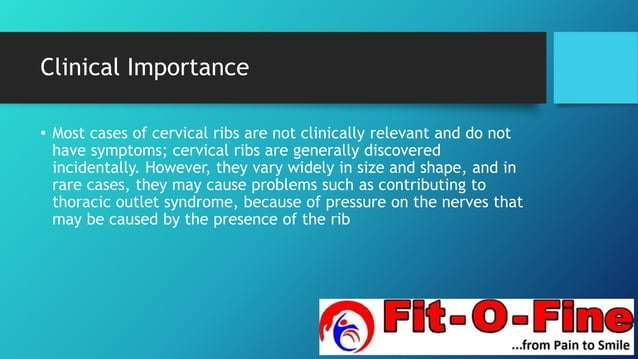 Clinical Importance
• Most cases of cervical ribs are not clinically relevant and do not
have symptoms; cervical ribs are generally discovered
incidentally. However, they vary widely in size and shape, and in
rare cases, they may cause problems such as contributing to
thoracic outlet syndrome, because of pressure on the nerves that
may be caused by the presence of the rib
Fit-O-Fine
...from Pain to Smile